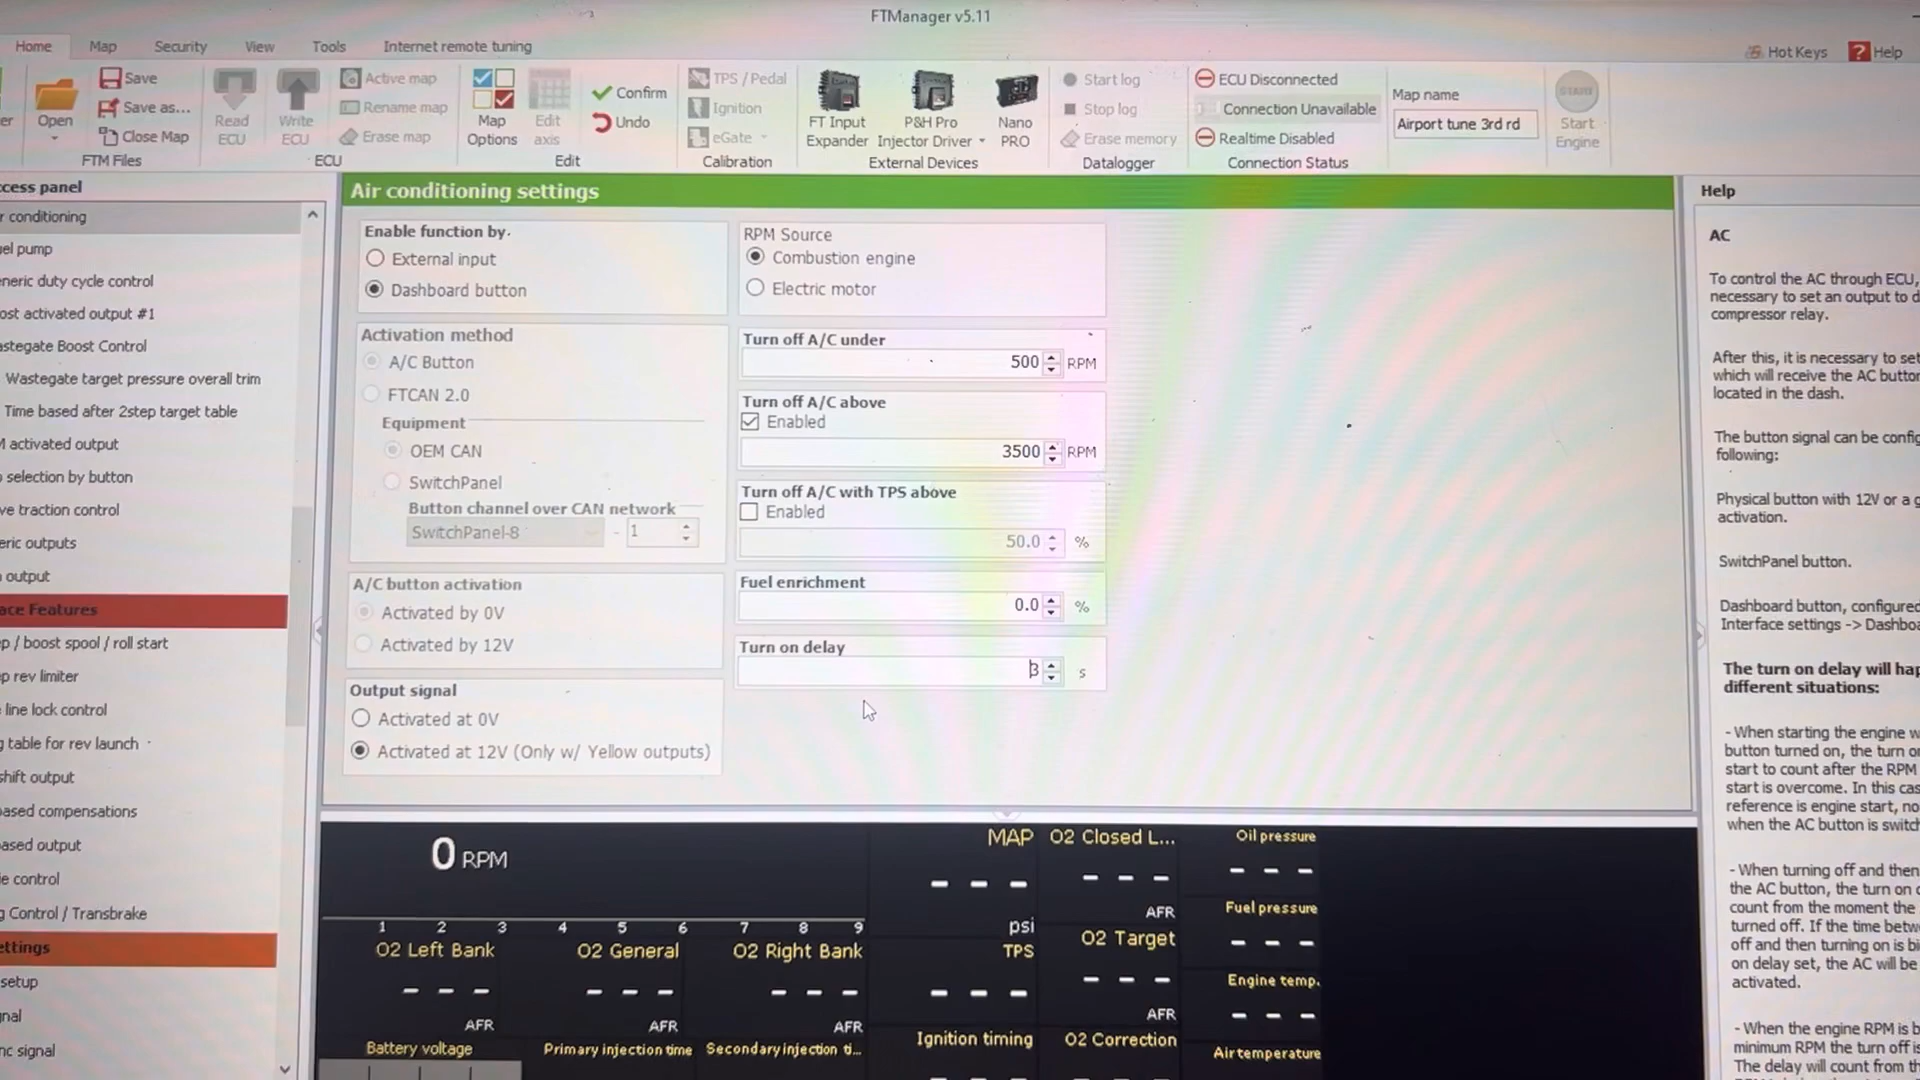 FTManager v5.11
Home Map Security View Tools Internet remote tuning
Hot Keys Help
Open
Save
Save as...
Close Map
FTM Files
Read ECU
Write ECU
Active map
Rename map
Erase map
ECU
Map Options
Edit axis
Confirm
Undo
Edit
TPS / Pedal
Ignition
eGate
Calibration
FT Input Expander
P&H Pro Injector Driver
Nano PRO
External Devices
Start log
Stop log
Erase memory
Datalogger
ECU Disconnected
Connection Unavailable
Realtime Disabled
Connection Status
Map name
Airport tune 3rd rd
START
Start Engine
cess panel
r conditioning
el pump
neric duty cycle control
ost activated output #1
astegate Boost Control
Wastegate target pressure overall trim
Time based after 2step target table
M activated output
selection by button
ve traction control
eric outputs
output
ace Features
p / boost spool / roll start
p rev limiter
line lock control
g table for rev launch
shift output
based compensations
ased output
ie control
g Control / Transbrake
ettings
setup
nal
nc signal
Air conditioning settings
Enable function by
External input
Dashboard button
Activation method
A/C Button
FTCAN 2.0
Equipment
OEM CAN
SwitchPanel
Button channel over CAN network
SwitchPanel-8 - 1
A/C button activation
Activated by 0V
Activated by 12V
Output signal
Activated at 0V
Activated at 12V (Only w/ Yellow outputs)
RPM Source
Combustion engine
Electric motor
Turn off A/C under
500 RPM
Turn off A/C above
Enabled
3500 RPM
Turn off A/C with TPS above
Enabled
50.0 %
Fuel enrichment
0.0 %
Turn on delay
3 s
Help
AC
To control the AC through ECU,
necessary to set an output to d
compressor relay.
After this, it is necessary to set
which will receive the AC button
located in the dash.
The button signal can be config
following:
Physical button with 12V or a g
activation.
SwitchPanel button.
Dashboard button, configured
Interface settings -> Dashboa
The turn on delay will hap
different situations:
- When starting the engine w
button turned on, the turn on
start to count after the RPM
start is overcome. In this cas
reference is engine start, no
when the AC button is switch
- When turning off and then
the AC button, the turn on d
count from the moment the
turned off. If the time betw
off and then turning on is bi
on delay set, the AC will be
activated.
- When the engine RPM is b
minimum RPM the turn off is
The delay will count from the
0 RPM
1 2 3 4 5 6 7 8 9
O2 Left Bank
- - -
AFR
O2 General
- - -
AFR
O2 Right Bank
- - -
AFR
Battery voltage
Primary injection time
Secondary injection ti...
MAP
- - -
psi
TPS
- - -
Ignition timing
O2 Closed L...
- - -
AFR
O2 Target
- - -
AFR
O2 Correction
Oil pressure
- - -
Fuel pressure
- - -
Engine temp.
- - -
Air temperature